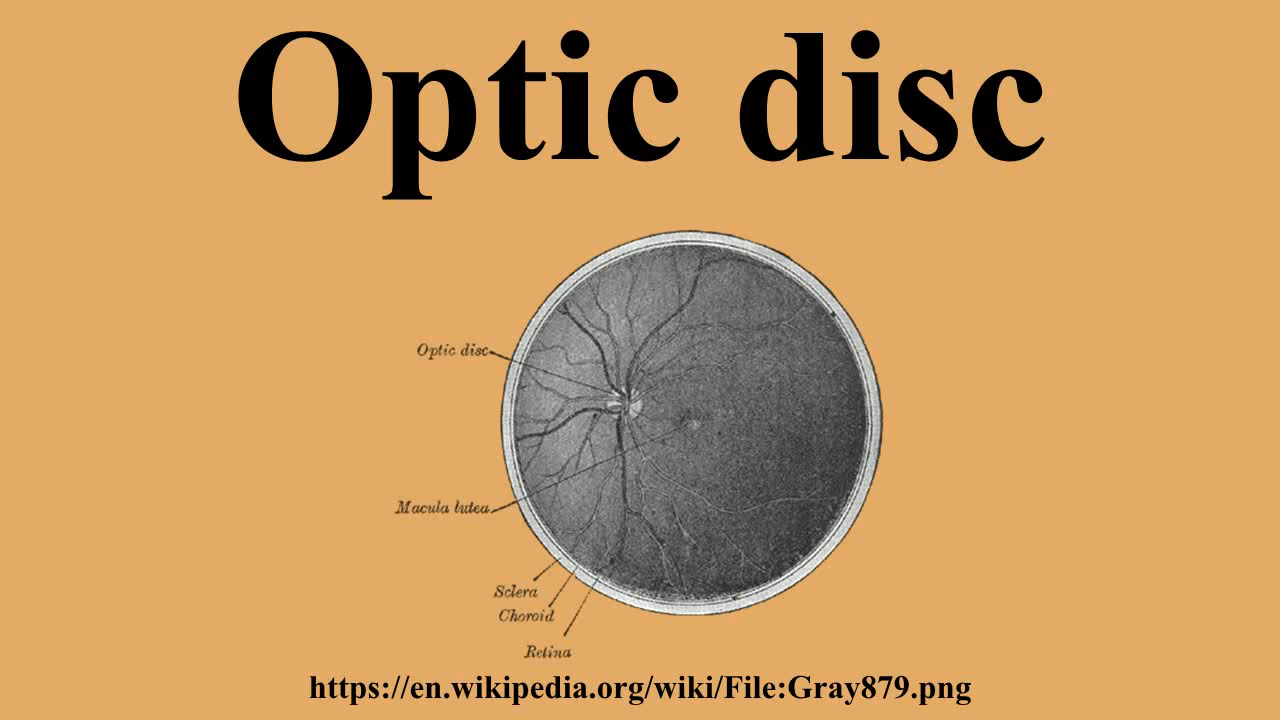 Optic disc
Optic disc
Macula lutea
Sclera
Choroid
Retina
https://en.wikipedia.org/wiki/File:Gray879.png